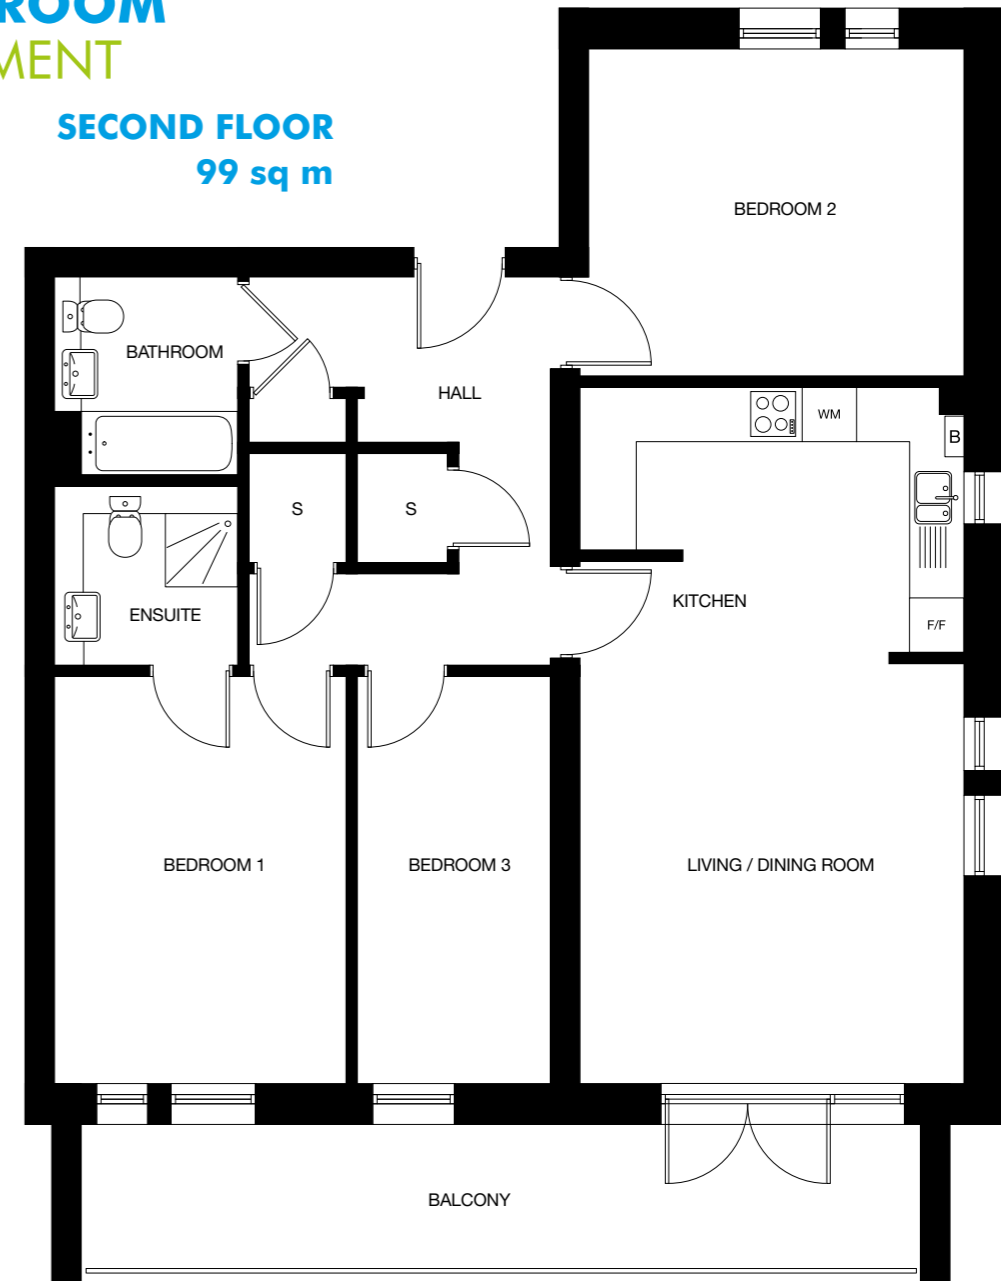 ROOM
MENT
SECOND FLOOR
99 sq m
BEDROOM 2
BATHROOM
HALL
WM
B
S
S
ENSUITE
KITCHEN
F/F
BEDROOM 1
BEDROOM 3
LIVING / DINING ROOM
BALCONY